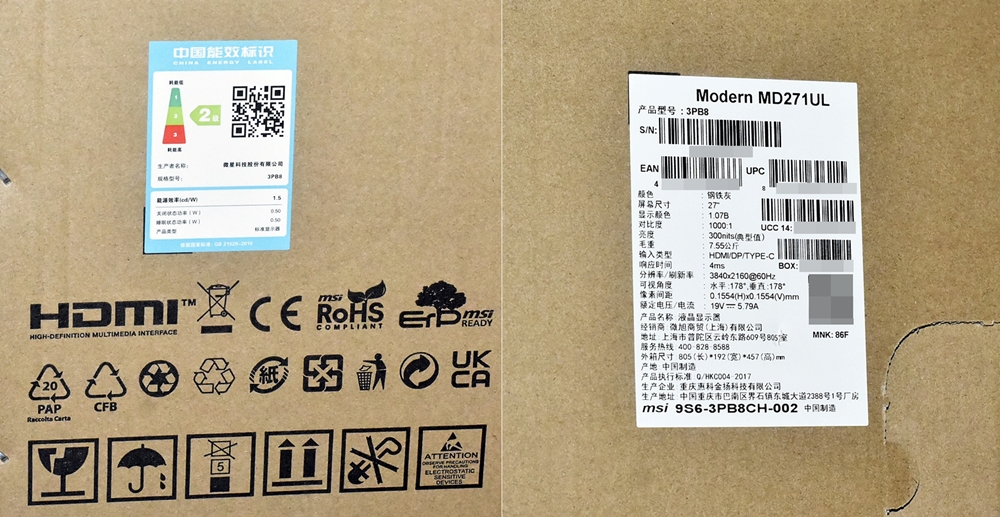 中国能效标识
CHINA ENERGY LABEL
耗能低
1
2
3
2级
耗能高
生产者名称：
微星科技股份有限公司
规格型号：
3PB8
能源效率(cd/W)
1.5
关闭状态功率（W）
0.50
睡眠状态功率（W）
0.50
产品类型
标准显示器
依据国家标准: GB 21520-2015
HDMI™
HIGH-DEFINITION MULTIMEDIA INTERFACE
CE
msi
RoHS
COMPLIANT
ErP msi
READY
20
PAP
Raccolta Carta
CFB
紙
UK
CA
5
ATTENTION
OBSERVE PRECAUTIONS
FOR HANDLING
ELECTROSTATIC
SENSITIVE
DEVICES
Modern MD271UL
产品型号：3PB8
S/N:
EAN
4
UPC
8
颜色：钢铁灰
屏幕尺寸：27"
显示颜色：1.07B
对比度：1000:1
UCC 14:
亮度：300nits(典型值)
毛重：7.55公斤
输入类型：HDMI/DP/TYPE-C
响应时间：4ms
BOX:
分辨率/刷新率：3840x2160@60Hz
可视角度：水平:178°,垂直:178°
像素间距：0.1554(H)x0.1554(V)mm
额定电压/电流：19V⎓5.79A
MNK: 86F
产品名称: 液晶显示器
经销商: 微旭商贸(上海)有限公司
地址: 上海市普陀区云岭东路609号805室
服务热线: 400-828-8588
外箱尺寸: 805(长)*192(宽)*457(高)mm
产地: 中国制造
产品执行标准: Q/HKC004-2017
生产企业: 重庆惠科金扬科技有限公司
生产地址: 中国重庆市巴南区界石镇东城大道2388号1号厂房
msi 9S6-3PB8CH-002 中国制造